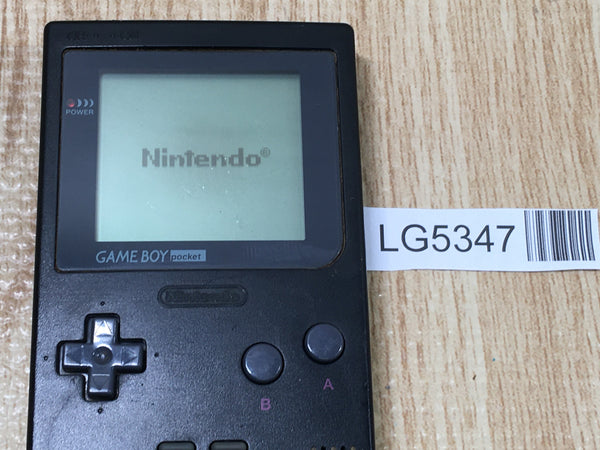 POWER
Nintendo®
GAME BOY pocket
LG5347
Nintendo
B
A